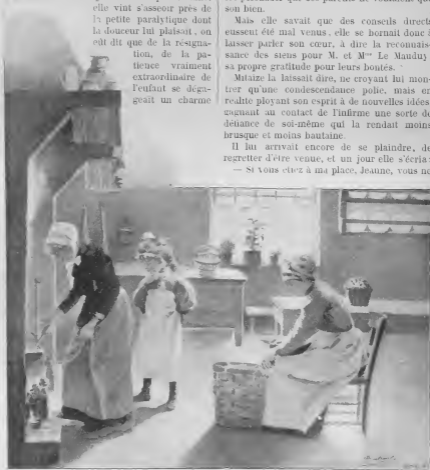 elle vint s'asseoir près de
la petite paralytique dont
la douceur lui plaisait, on
eût dit que de la résigna-
tion, de la pa-
tience vraiment
extraordinaire de
l'enfant se déga-
geait un charme
son bien.
Mais elle savait que des conseils direct
eussent été mal venus, elle se bornait donc à
laisser parler son cœur, à dire la reconnais-
sance des siens pour M. et Mme Le Mauduy
sa propre gratitude pour leurs bontés.
Mitaize la laissait dire, ne croyant lui mon-
trer qu'une condescendance polie, mais en
réalité ployant son esprit à de nouvelles idées
gagnant au contact de l'infirme une sorte de
défiance de soi-même qui la rendait moins
brusque et moins hautaine.
Il lui arrivait encore de se plaindre, de
regretter d'être venue, et un jour elle s'écria :
— Si vous étiez à ma place, Jeanne, vous ne